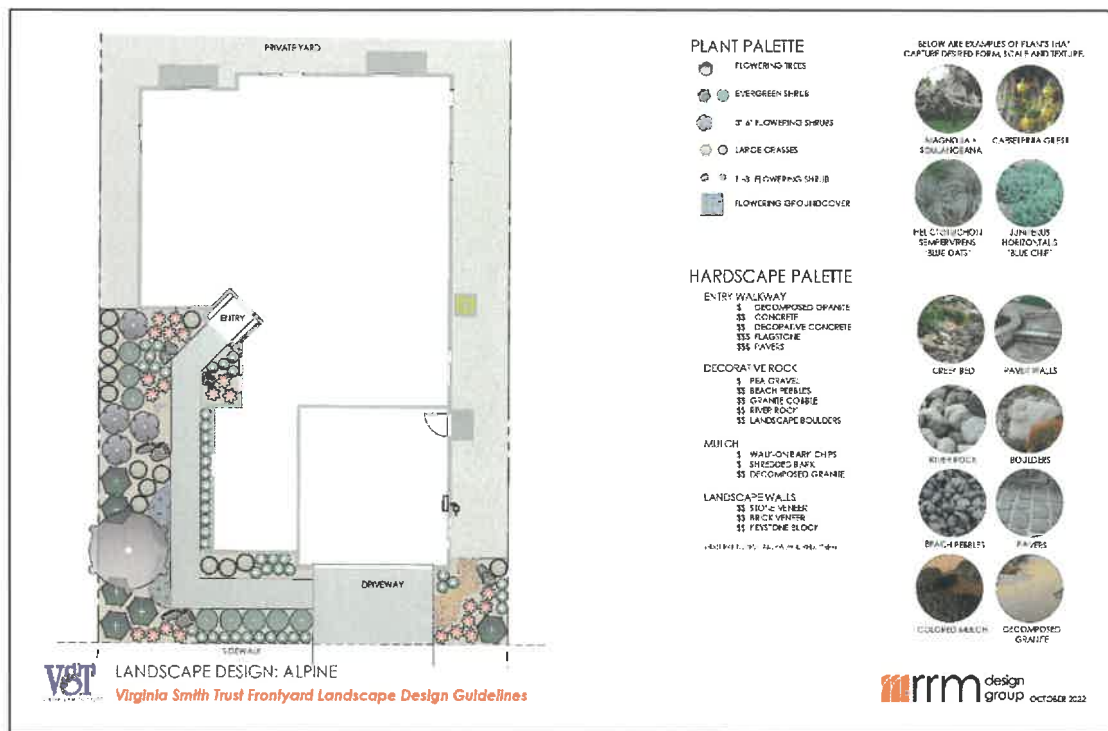 PRIVATE YARD
ENTRY
DRIVEWAY
SIDEWALK
PLANT PALETTE
FLOWERING TREES
EVERGREEN SHRUB
3'-6' FLOWERING SHRUBS
LARGE GRASSES
1'-3' FLOWERING SHRUB
FLOWERING GROUNDCOVER
BELOW ARE EXAMPLES OF PLANTS THAT
CAPTURE DESIRED FORM, SCALE AND TEXTURE.
MAGNOLIA X
SOULANGEANA
CAESALPINIA GILIESII
HELICTOTRICHON
SEMPERVIRENS
"BLUE OATS"
JUNIPERUS
HORIZONTALIS
"BLUE CHIP"
HARDSCAPE PALETTE
ENTRY WALKWAY
$ DECOMPOSED GRANITE
$$ CONCRETE
$$ DECORATIVE CONCRETE
$$$ FLAGSTONE
$$$ PAVERS
DECORATIVE ROCK
$ PEA GRAVEL
$$ BEACH PEBBLES
$$ GRANITE COBBLE
$$ RIVER ROCK
$$ LANDSCAPE BOULDERS
MULCH
$ WALK-ON BARK CHIPS
$ SHREDDED BARK
$$ DECOMPOSED GRANITE
LANDSCAPE WALLS
$$ STONE VENEER
$$ BRICK VENEER
$$ KEYSTONE BLOCK
CREEK BED
PAVER WALLS
RIVER ROCK
BOULDERS
BEACH PEBBLES
PAVERS
COLORED MULCH
DECOMPOSED
GRANITE
VST
LANDSCAPE DESIGN: ALPINE
Virginia Smith Trust Frontyard Landscape Design Guidelines
rrm design
group
OCTOBER 2022